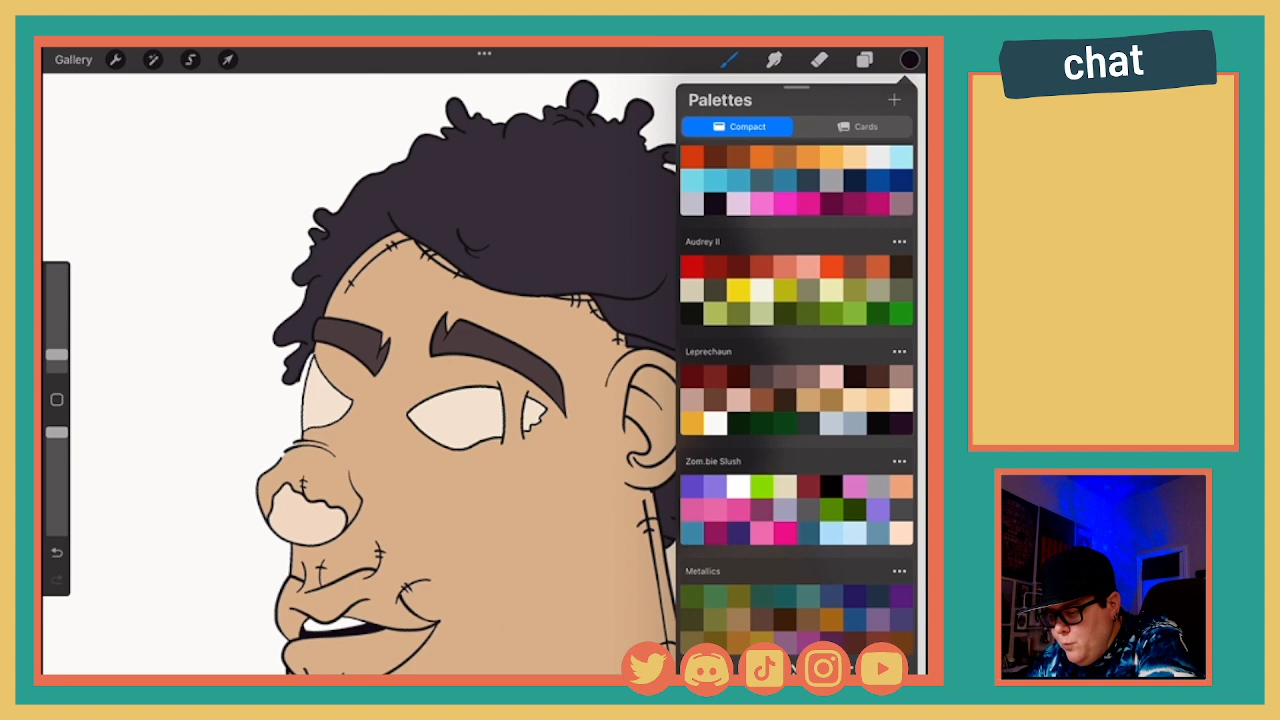 Gallery
chat
Palettes
Compact
Cards
Audrey II
Leprechaun
Zom.bie Slush
Metallics